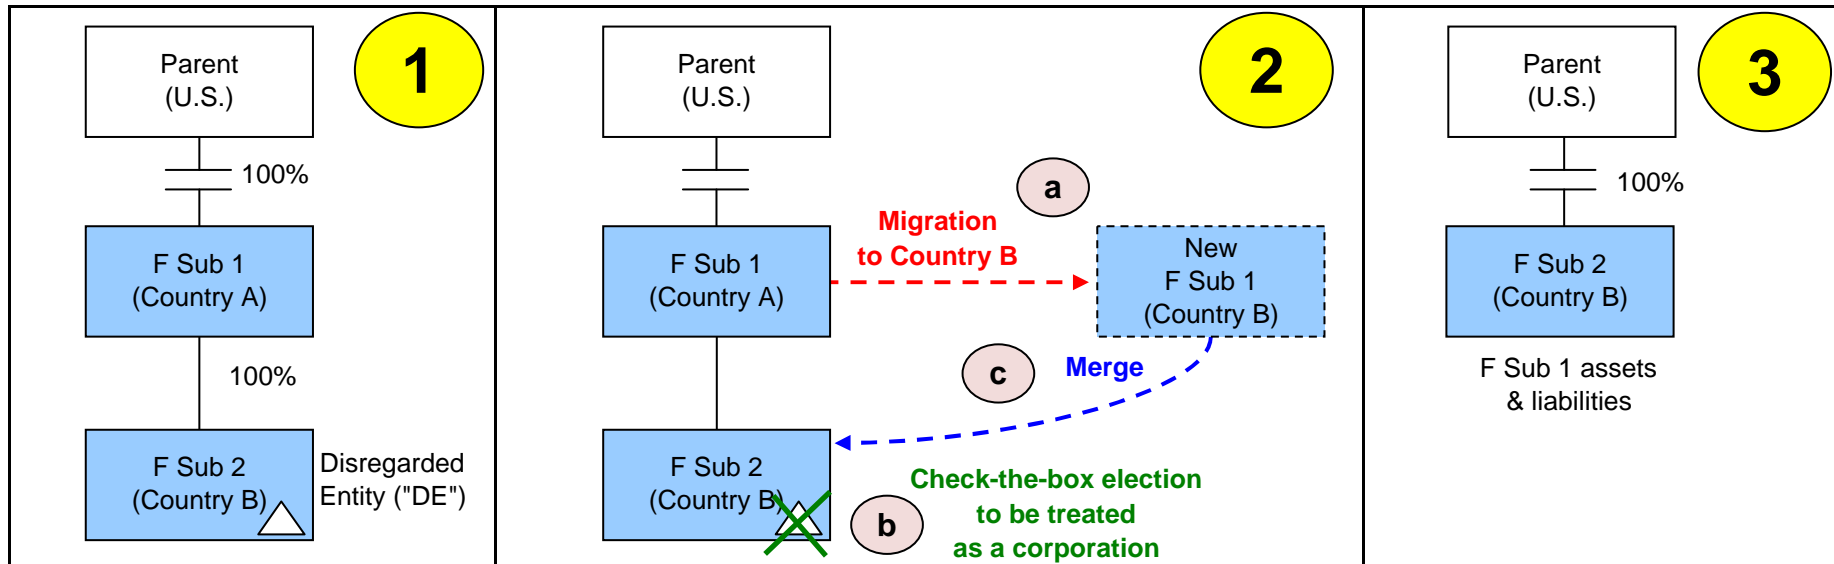 Parent
(U.S.)
1
100%
F Sub 1
(Country A)
100%
F Sub 2
(Country B)
Disregarded
Entity ("DE")
Parent
(U.S.)
2
a
Migration
to Country B
F Sub 1
(Country A)
New
F Sub 1
(Country B)
c
Merge
F Sub 2
(Country B)
b
Check-the-box election
to be treated
as a corporation
Parent
(U.S.)
3
100%
F Sub 2
(Country B)
F Sub 1 assets
& liabilities